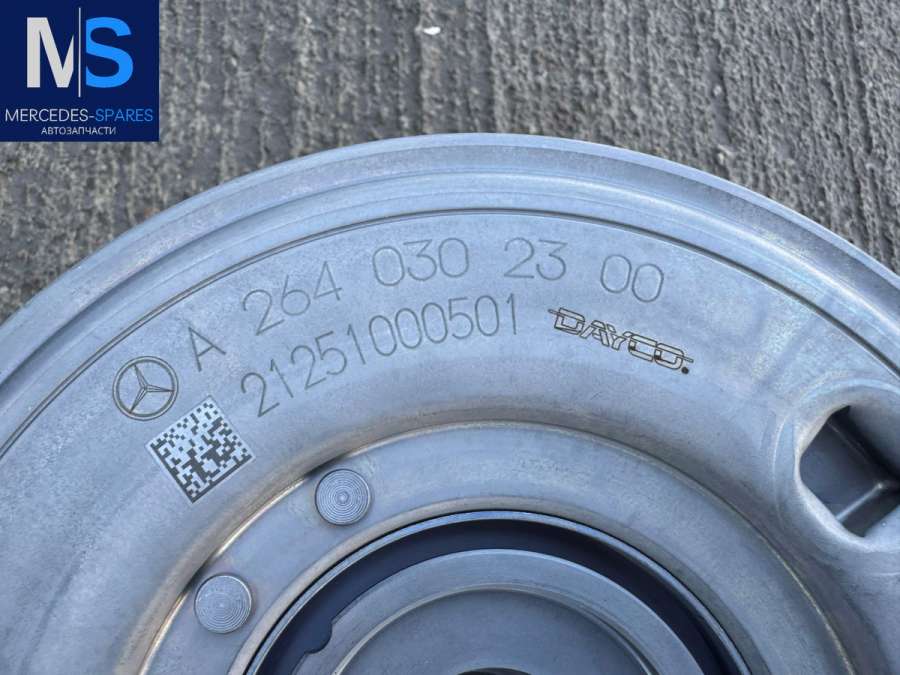 MS
MERCEDES-SPARES
АВТОЗАПЧАСТИ
A 264 030 23 00
21251000501
DAYCO